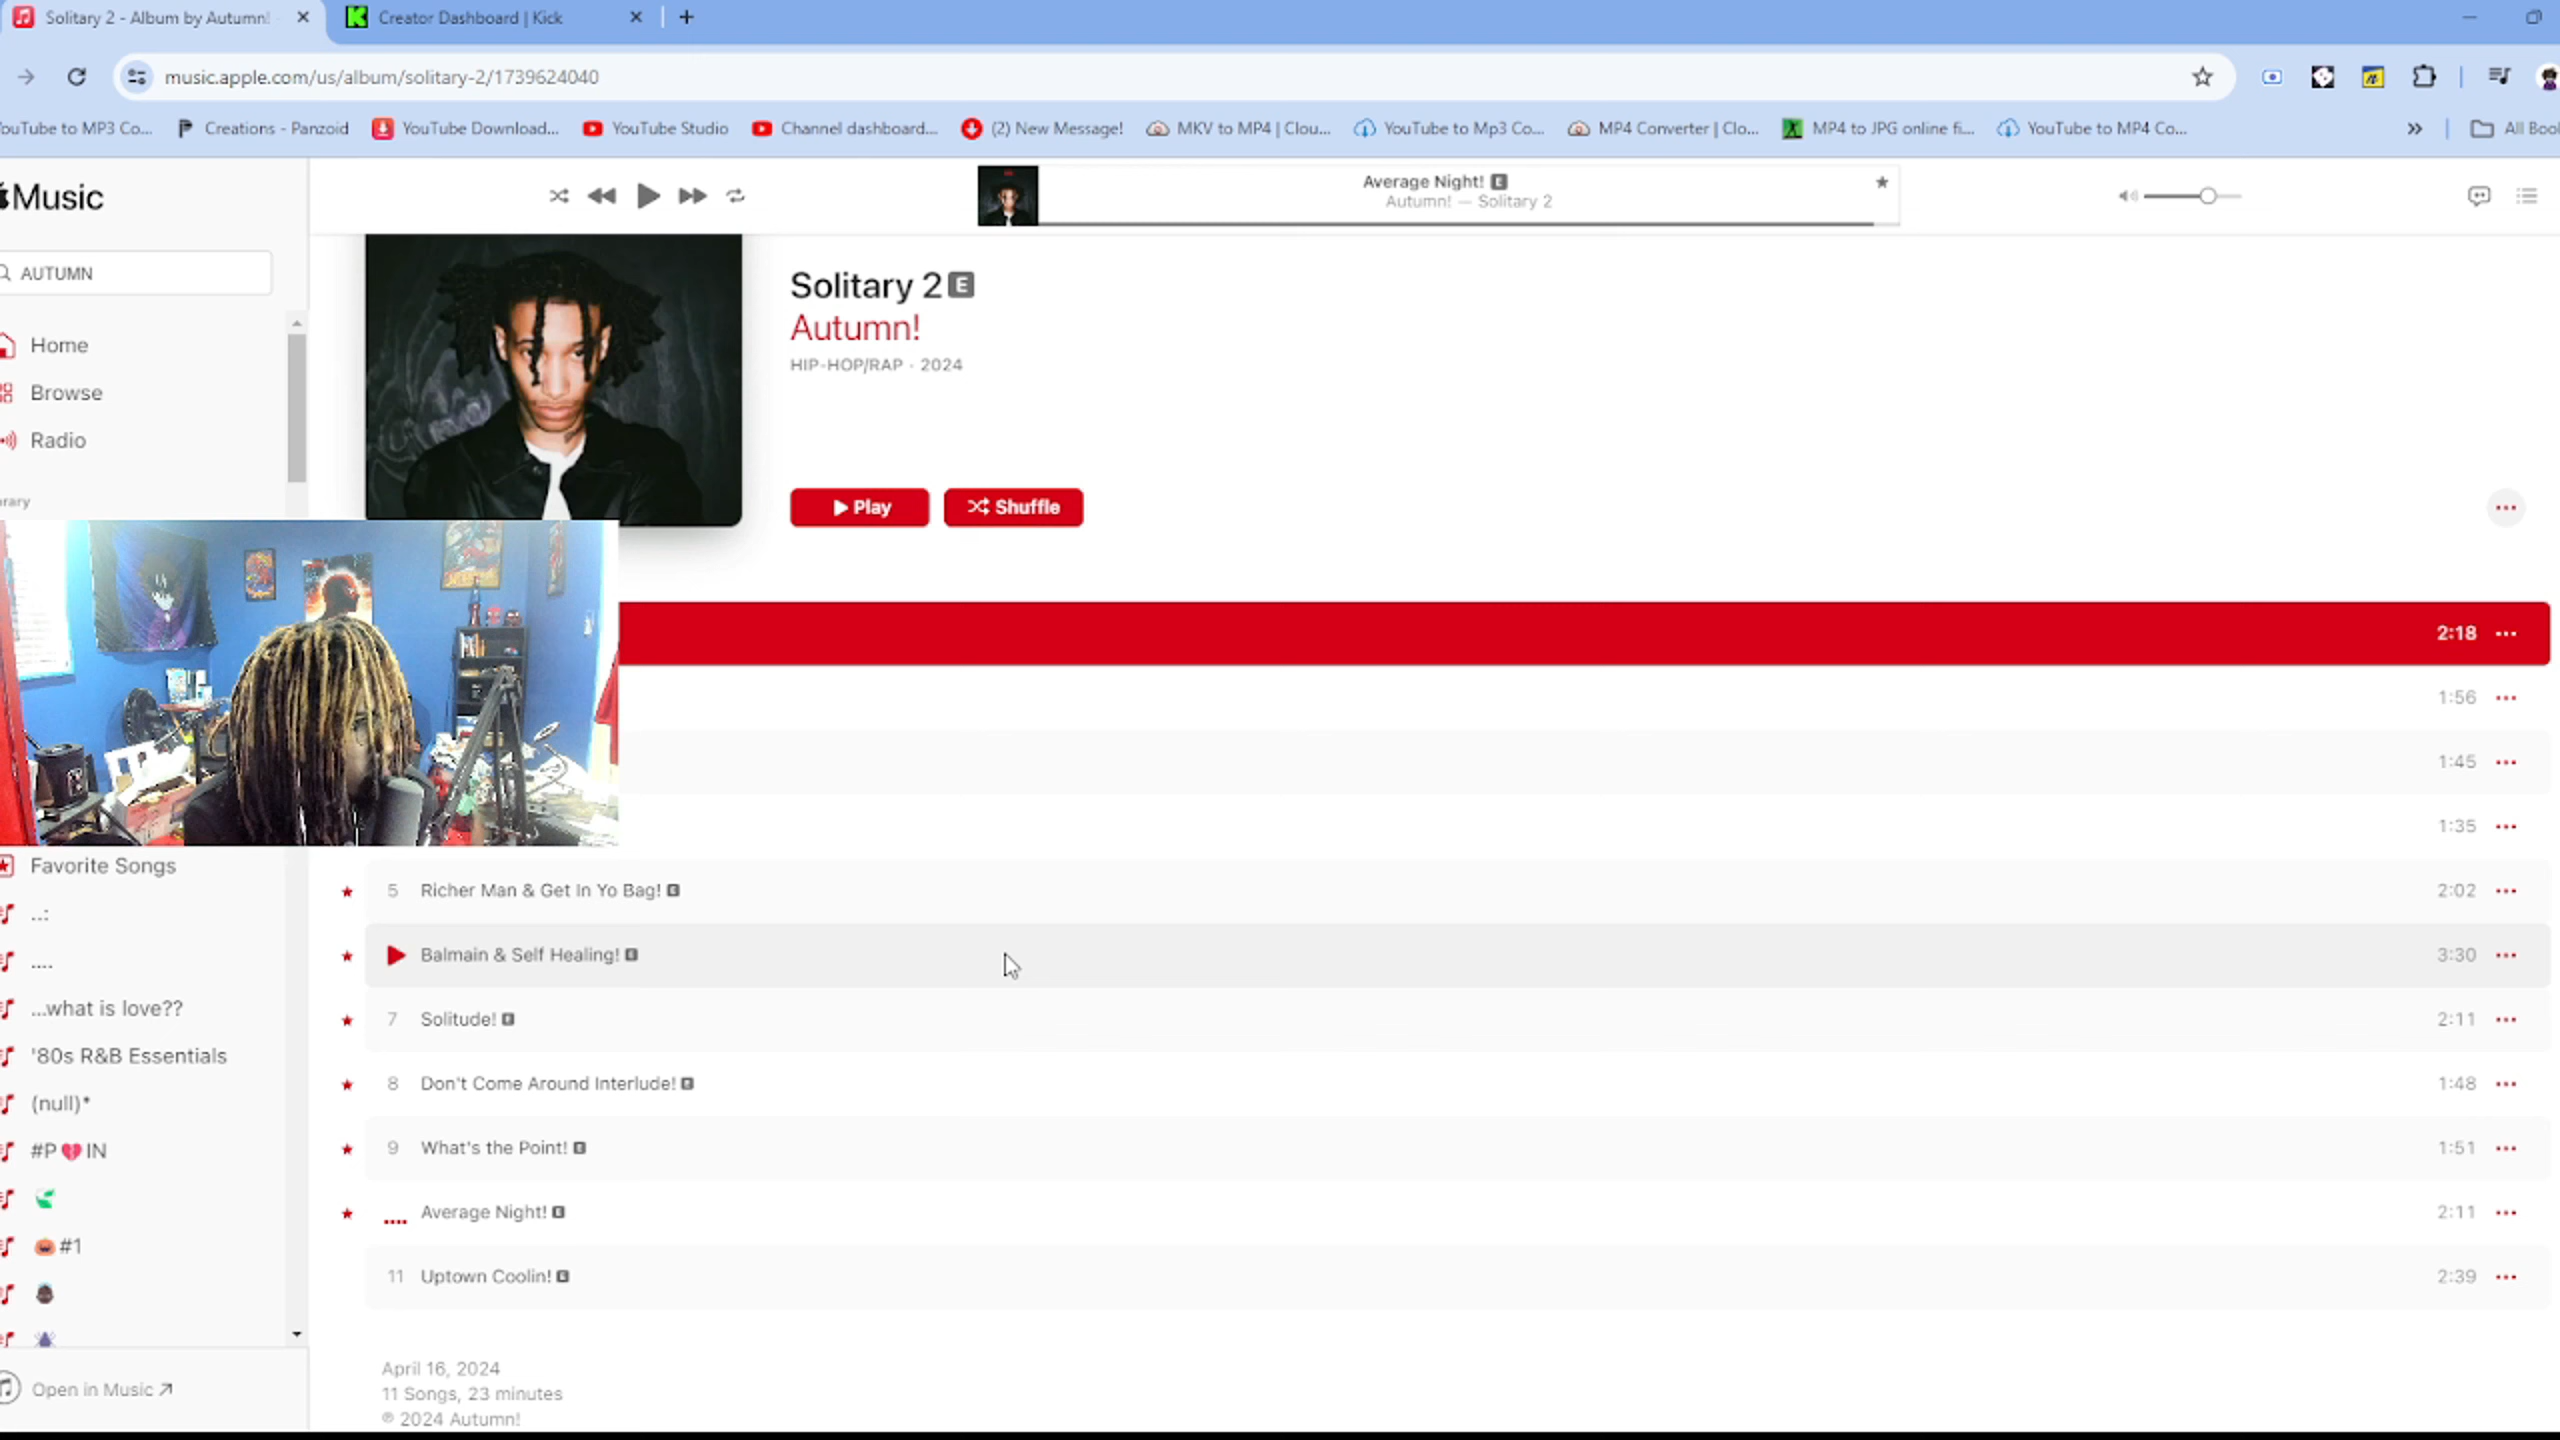 Solitary 2 - Album by Autumn!
Creator Dashboard | Kick
music.apple.com/us/album/solitary-2/1739624040
YouTube to MP3 Co...
Creations - Panzoid
YouTube Download...
YouTube Studio
Channel dashboard...
(2) New Message!
MKV to MP4 | Clou...
YouTube to Mp3 Co...
MP4 Converter | Clo...
MP4 to JPG online fi...
YouTube to MP4 Co...
All Bool
Music
Average Night! E
Autumn! — Solitary 2
AUTUMN
Home
Browse
Radio
rary
Solitary 2 E
Autumn!
HIP-HOP/RAP · 2024
Play
Shuffle
2:18
1:56
1:45
1:35
Favorite Songs
..:
....
...what is love??
'80s R&B Essentials
(null)*
#P💔IN
#1
Open in Music ↗
5 Richer Man & Get In Yo Bag! E 2:02
Balmain & Self Healing! E 3:30
7 Solitude! E 2:11
8 Don't Come Around Interlude! E 1:48
9 What's the Point! E 1:51
Average Night! E 2:11
11 Uptown Coolin! E 2:39
April 16, 2024
11 Songs, 23 minutes
℗ 2024 Autumn!